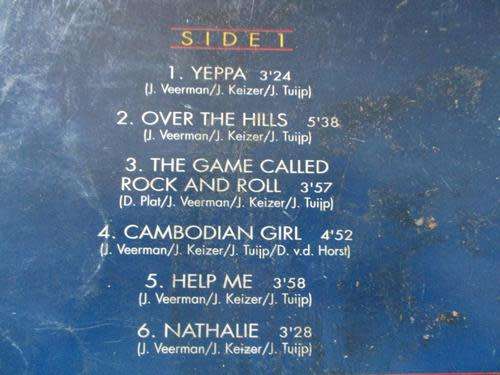 SIDE 1
1. YEPPA 3'24
(J. Veerman/J. Keizer/J. Tuijp)
2. OVER THE HILLS 5'38
(J. Veerman/J. Keizer/J. Tuijp)
3. THE GAME CALLED
ROCK AND ROLL 3'57
(D. Plat/J. Veerman/J. Keizer/J. Tuijp)
4. CAMBODIAN GIRL 4'52
(J. Veerman/J. Keizer/J. Tuijp/D. v.d. Horst)
5. HELP ME 3'58
(J. Veerman/J. Keizer/J. Tuijp)
6. NATHALIE 3'28
(J. Veerman/J. Keizer/J. Tuijp)